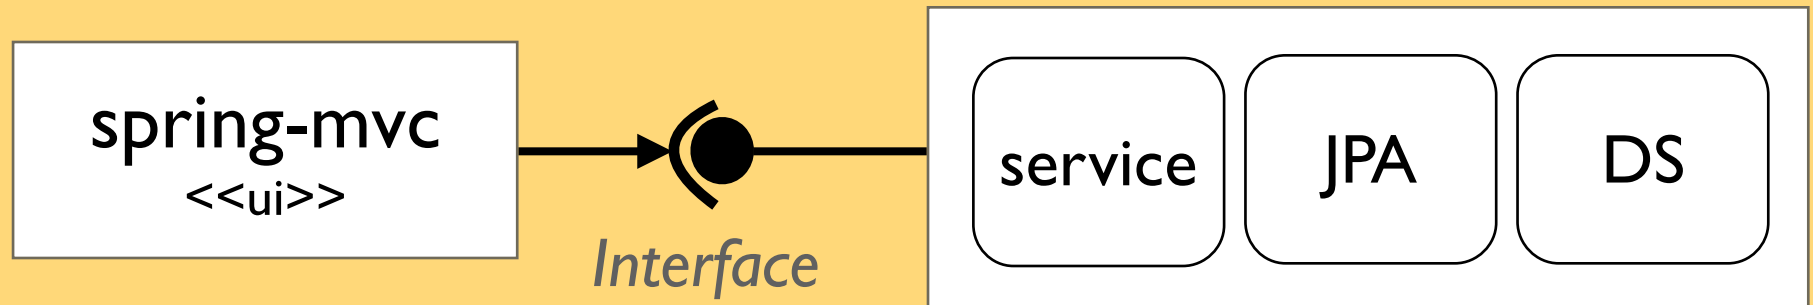 spring-mvc
<<ui>>
Interface
service
JPA
DS